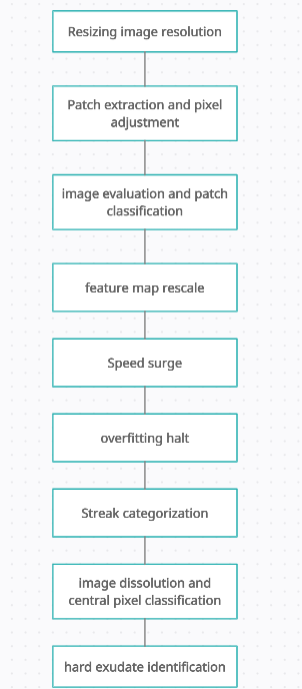 Resizing image resolution
Patch extraction and pixel
adjustment
image evaluation and patch
classification
feature map rescale
Speed surge
overfitting halt
Streak categorization
image dissolution and
central pixel classification
hard exudate identification